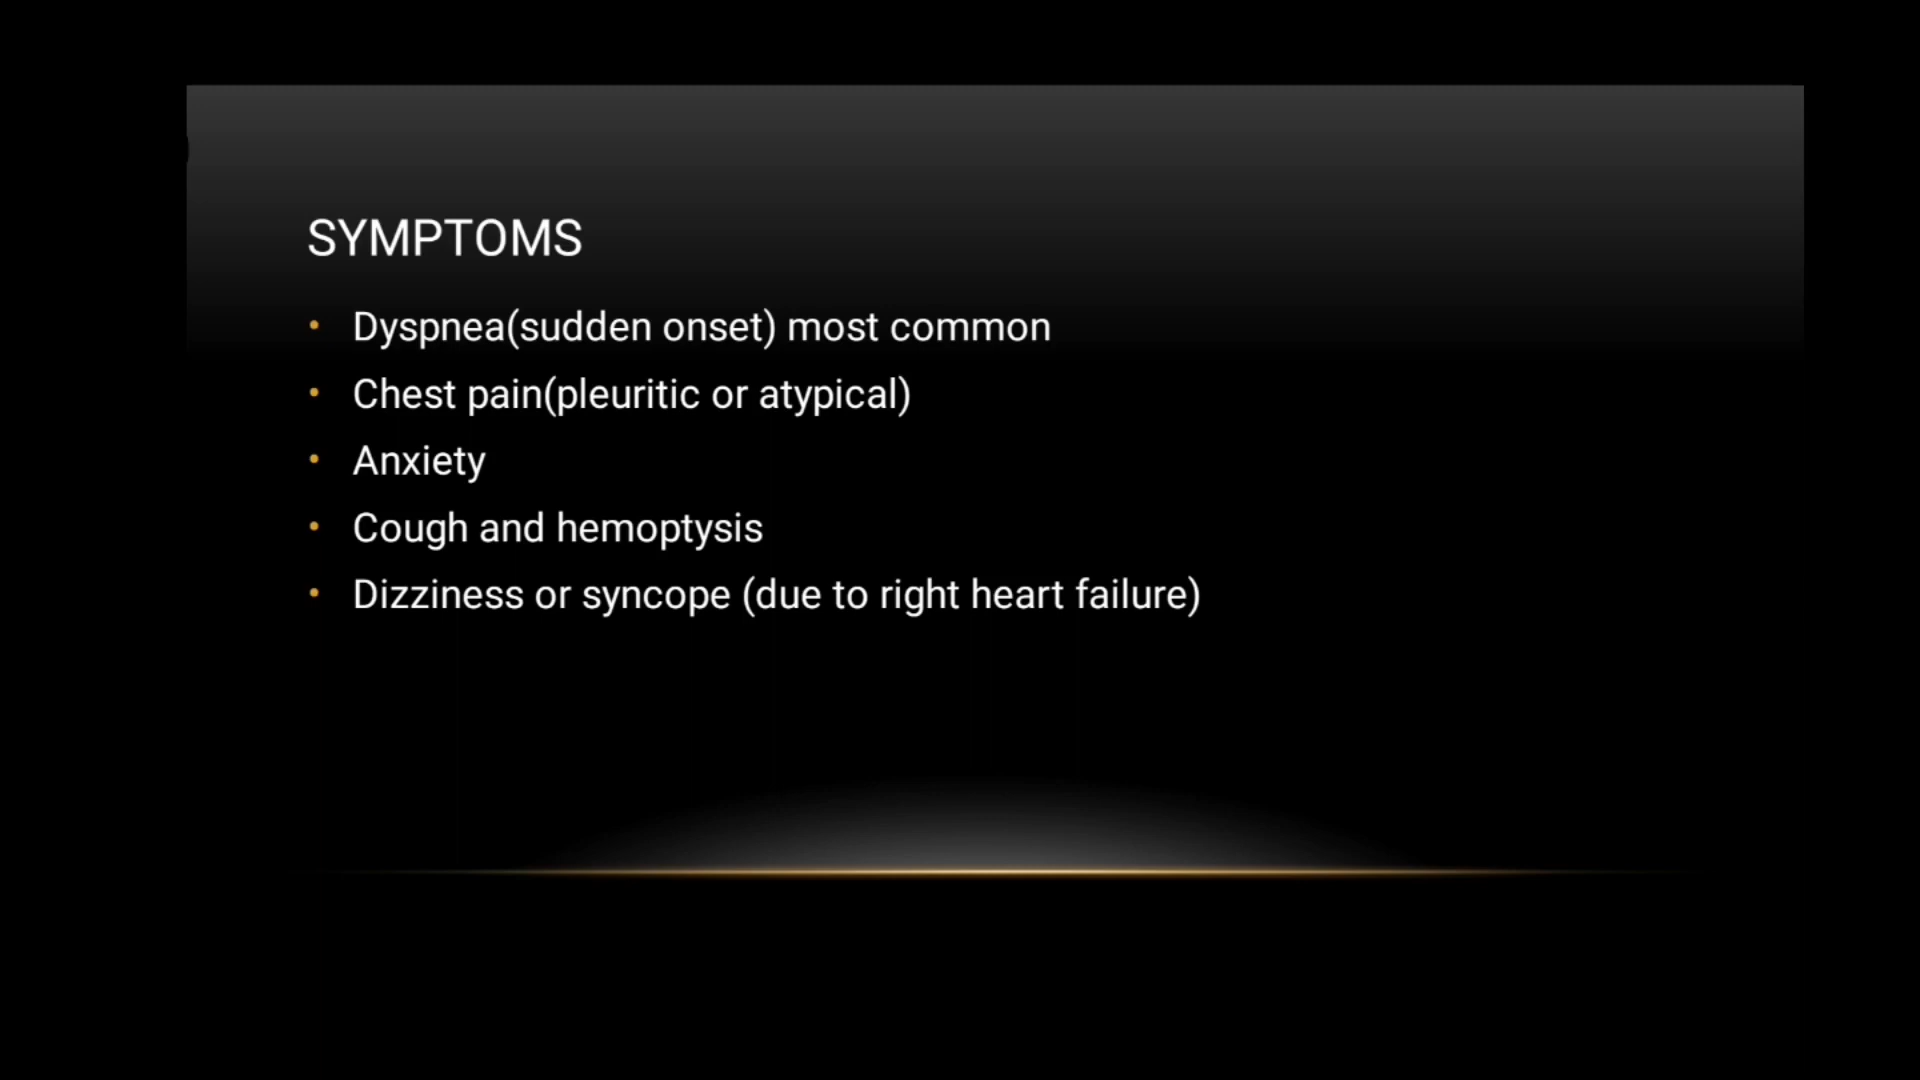 SYMPTOMS
• Dyspnea(sudden onset) most common
• Chest pain(pleuritic or atypical)
• Anxiety
• Cough and hemoptysis
• Dizziness or syncope (due to right heart failure)